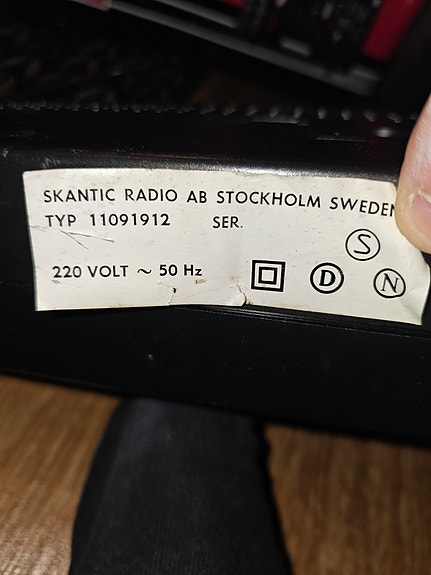 SKANTIC RADIO AB STOCKHOLM SWEDEN
TYP 11091912 SER.
S
220 VOLT ~ 50 Hz D N